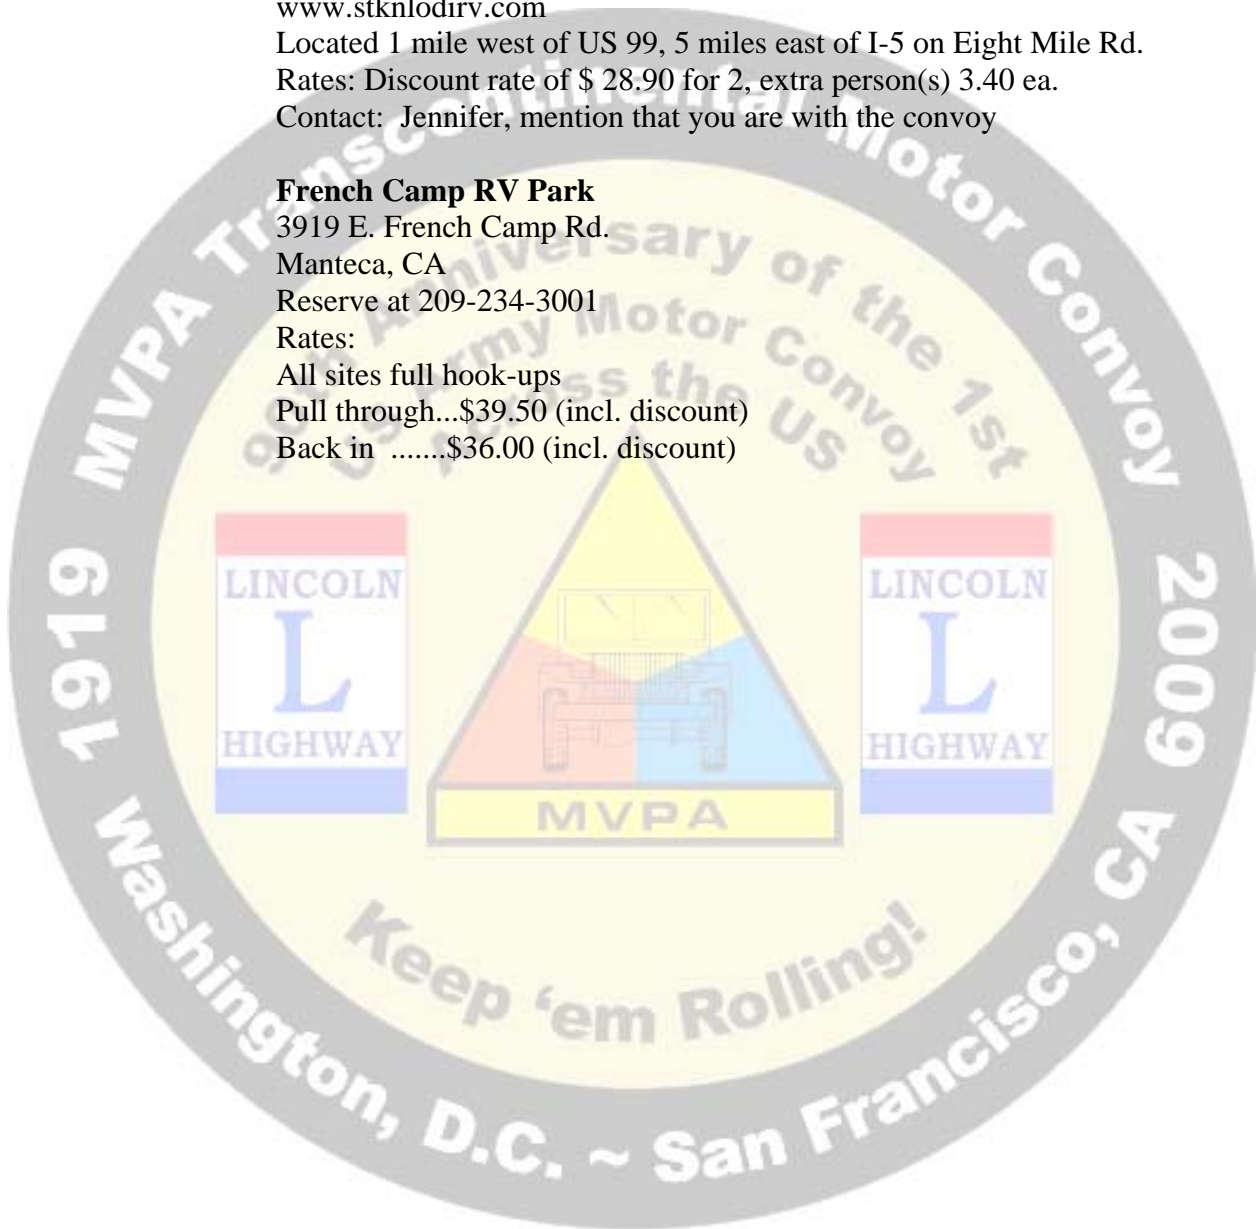 www.stknlodirv.com
Located 1 mile west of US 99, 5 miles east of I-5 on Eight Mile Rd.
Rates: Discount rate of $ 28.90 for 2, extra person(s) 3.40 ea.
Contact:  Jennifer, mention that you are with the convoy
French Camp RV Park
3919 E. French Camp Rd.
Manteca, CA
Reserve at 209-234-3001
Rates:
All sites full hook-ups
Pull through...$39.50 (incl. discount)
Back in  .......$36.00 (incl. discount)
1919 MVPA Transcontinental Motor Convoy 2009
90th Anniversary of the 1st
US Army Motor Convoy
Across the US
LINCOLN
L
HIGHWAY
MVPA
LINCOLN
L
HIGHWAY
Keep ‘em Rolling!
Washington, D.C. ~ San Francisco, CA